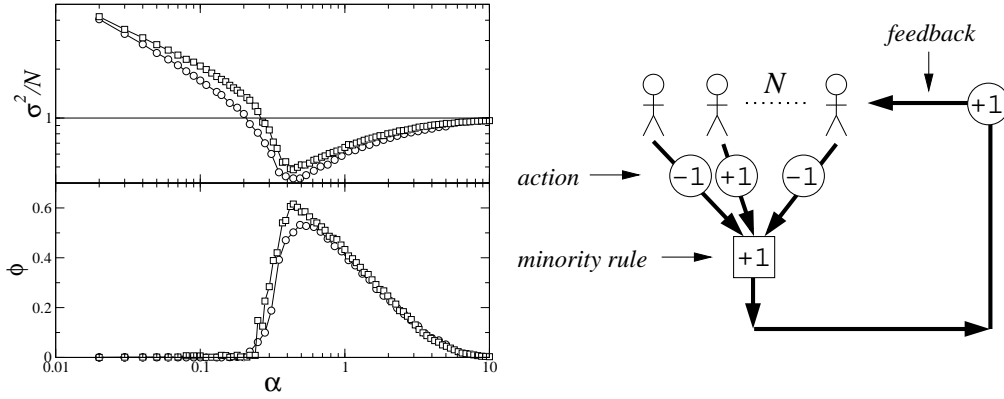 σ²/N
1
ϕ
0.6
0.4
0.2
0
0.01
0.1
1
10
α
feedback
N
+1
action
-1
+1
-1
minority rule
+1